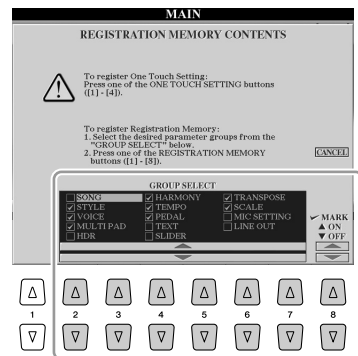 MAIN
REGISTRATION MEMORY CONTENTS
To register One Touch Setting:
Press one of the ONE TOUCH SETTING buttons
([1] - [4]).
To register Registration Memory:
1. Select the desired parameter groups from the
"GROUP SELECT" below.
2. Press one of the REGISTRATION MEMORY
buttons ([1] - [8]).
CANCEL
GROUP SELECT
SONG HARMONY TRANSPOSE
STYLE TEMPO SCALE
VOICE PEDAL MIC SETTING
MULTI PAD TEXT LINE OUT
HDR SLIDER
MARK
▲ ON
▼ OFF
1 2 3 4 5 6 7 8